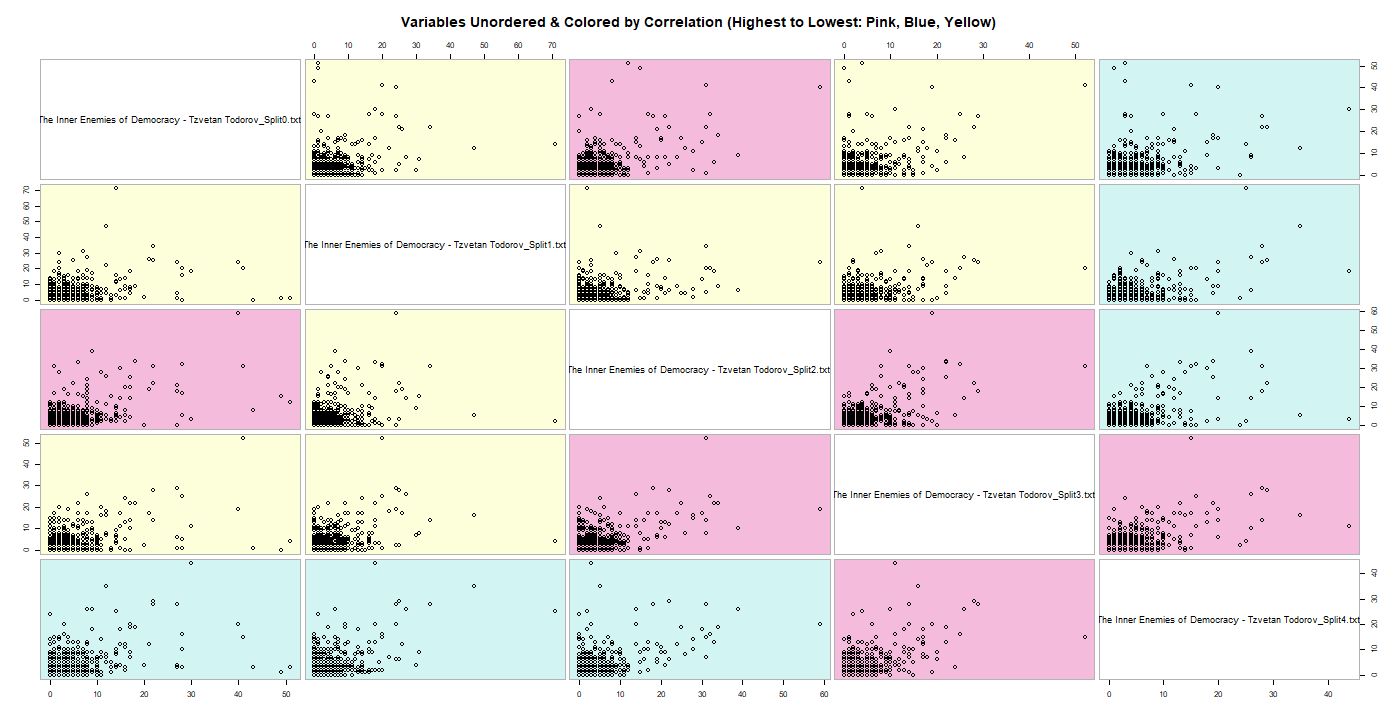 Variables Unordered & Colored by Correlation (Highest to Lowest: Pink, Blue, Yellow)
0 10 20 30 40 50 60 70
0 10 20 30 40 50
The Inner Enemies of Democracy - Tzvetan Todorov_Split0.txt
0 10 20 30 40 50
0 10 20 30 40 50 60 70
The Inner Enemies of Democracy - Tzvetan Todorov_Split1.txt
The Inner Enemies of Democracy - Tzvetan Todorov_Split2.txt
0 10 20 30 40 50 60
0 10 20 30 40 50
The Inner Enemies of Democracy - Tzvetan Todorov_Split3.txt
The Inner Enemies of Democracy - Tzvetan Todorov_Split4.txt
0 10 20 30 40
0 10 20 30 40 50
0 10 20 30 40 50 60
0 10 20 30 40